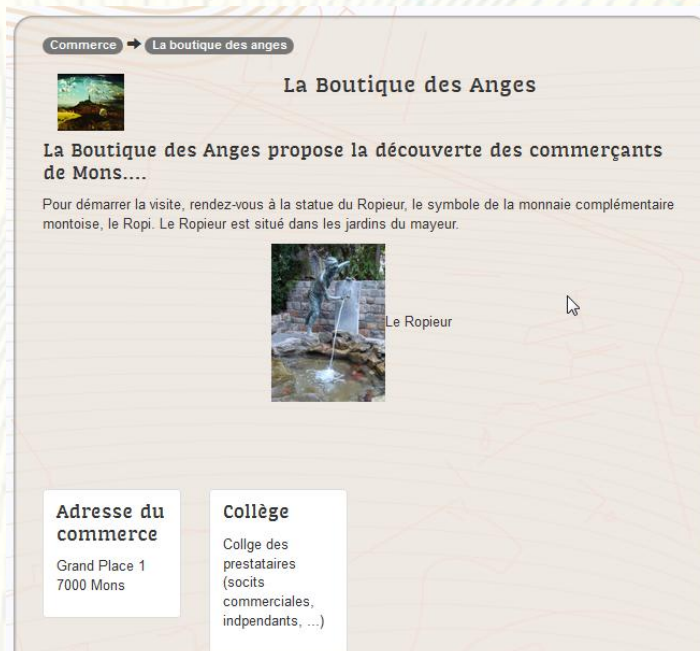 Commerce ➡ La boutique des anges
La Boutique des Anges
La Boutique des Anges propose la découverte des commerçants
de Mons....
Pour démarrer la visite, rendez-vous à la statue du Ropieur, le symbole de la monnaie complémentaire
montoise, le Ropi. Le Ropieur est situé dans les jardins du mayeur.
Le Ropieur
Adresse du
commerce
Grand Place 1
7000 Mons
Collège
Collge des
prestataires
(socits
commerciales,
indpendants, ...)